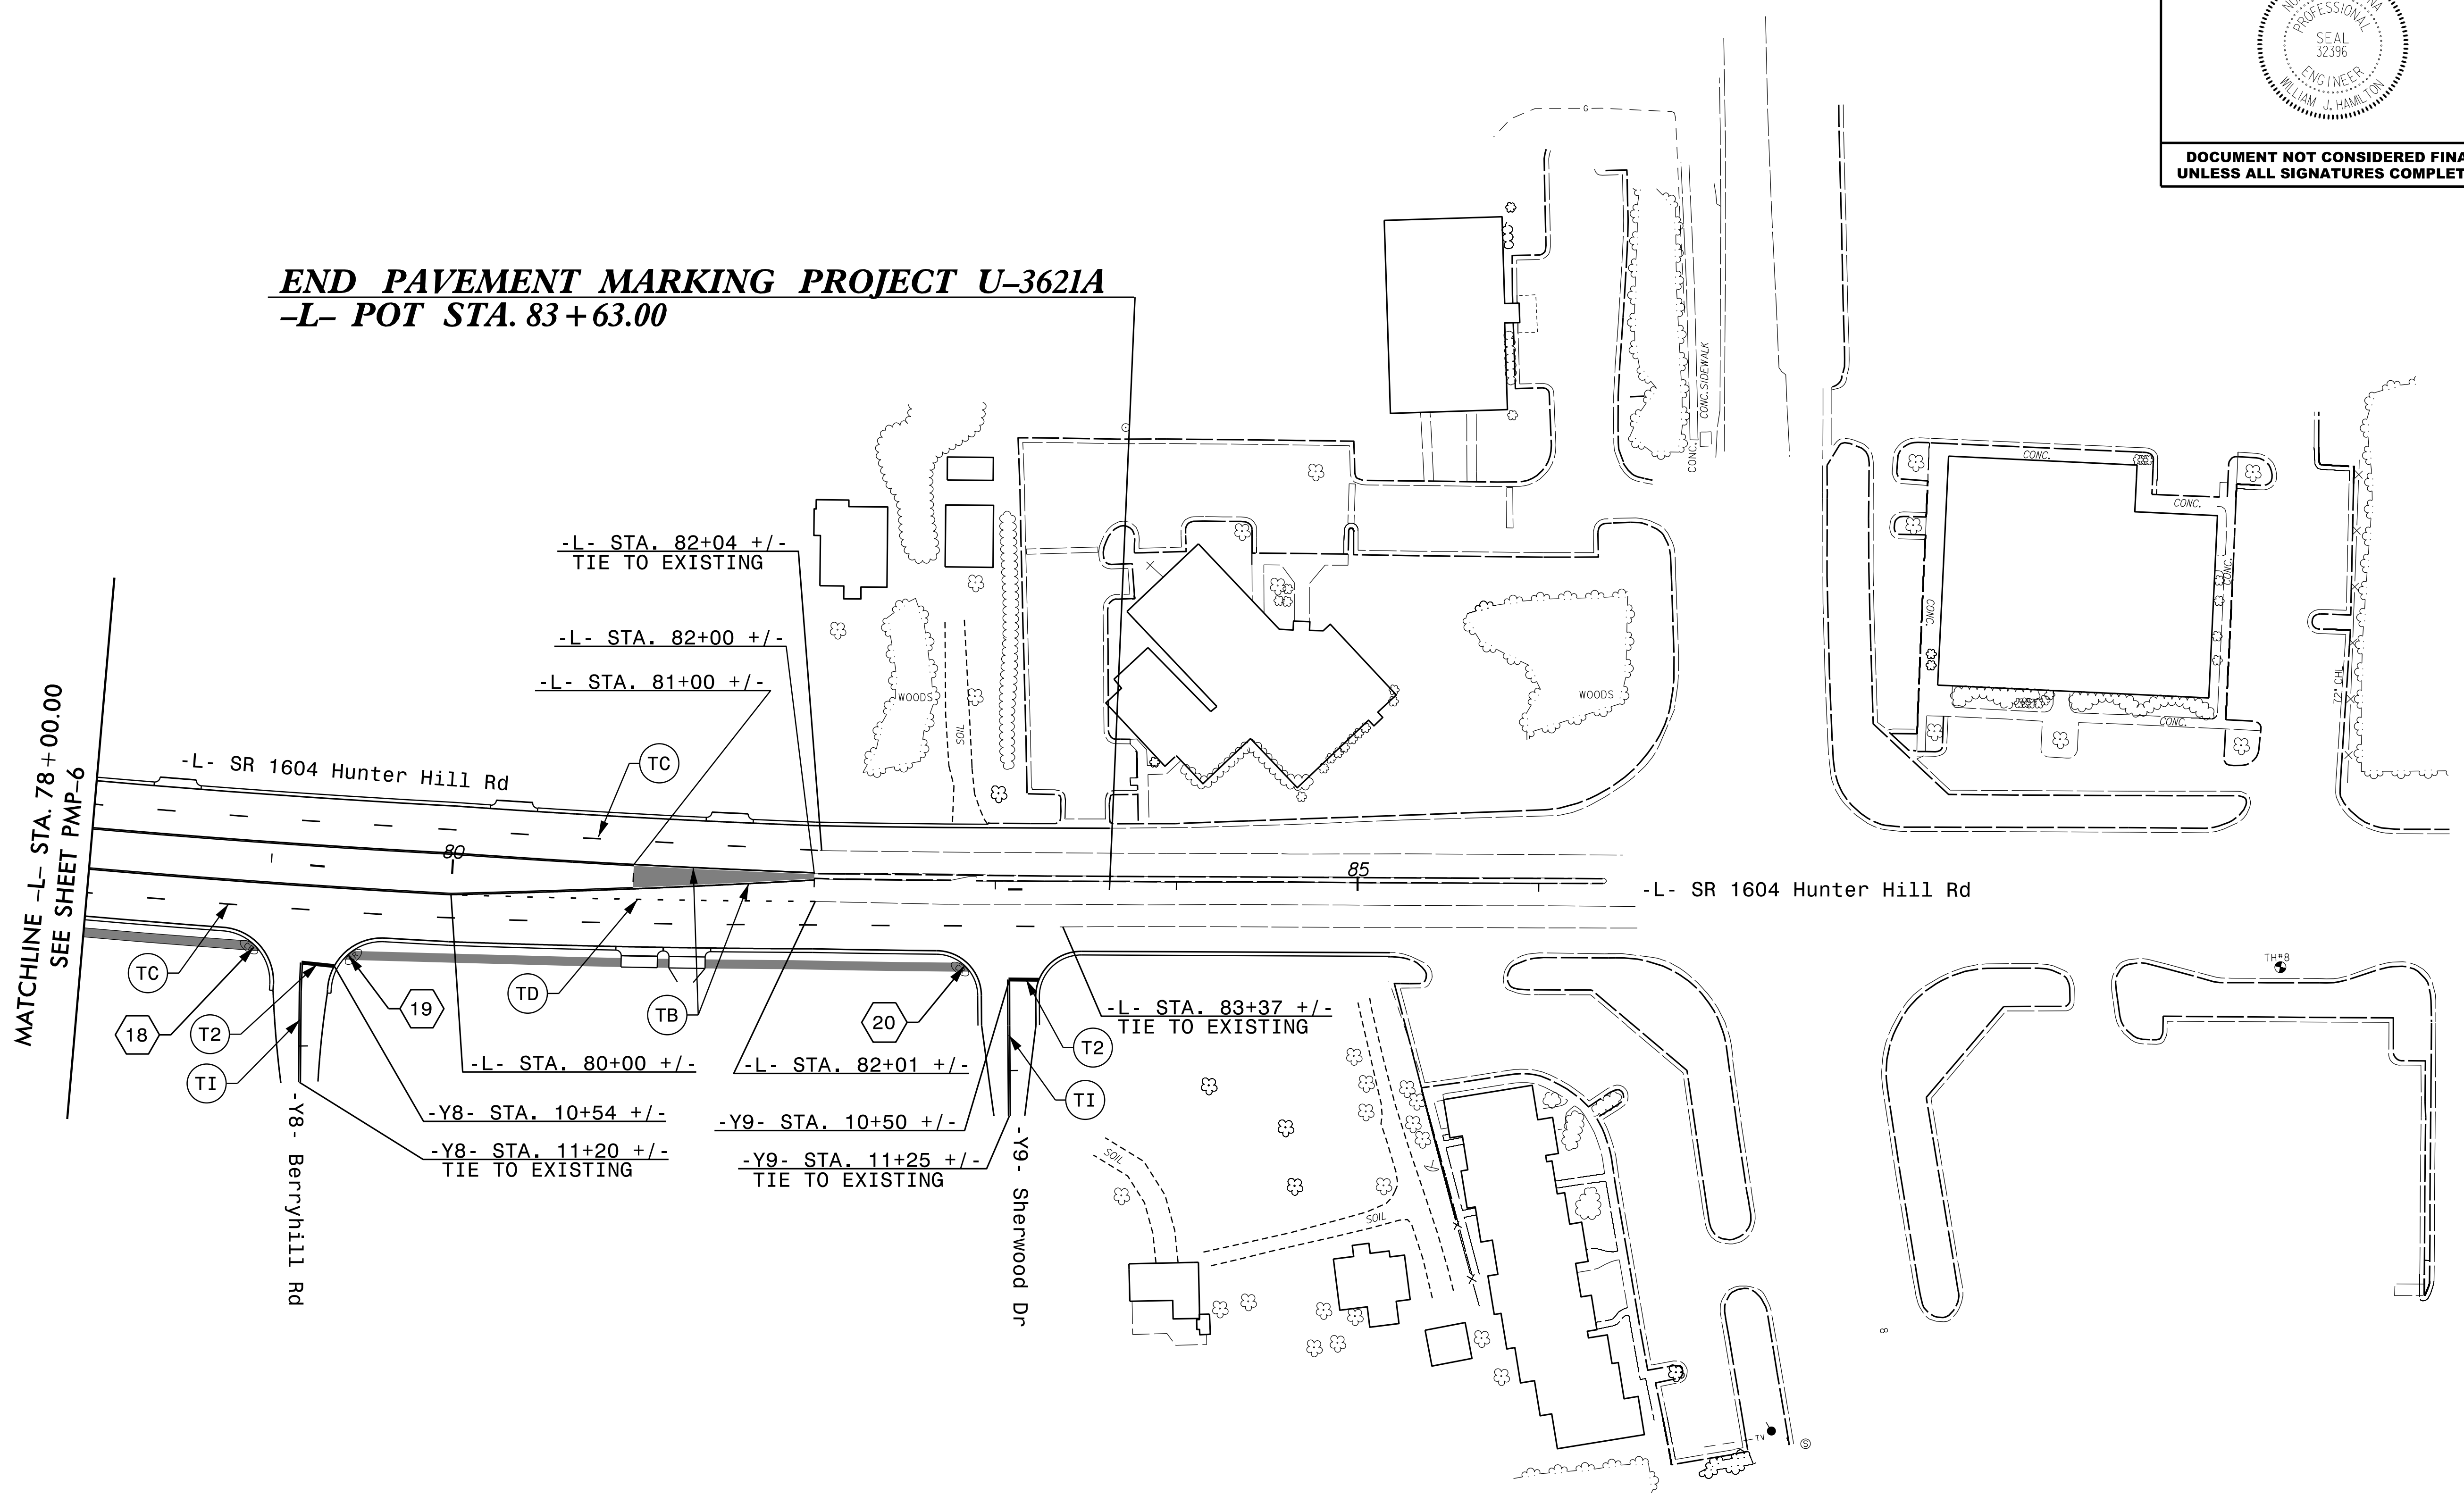 PROFESSIONAL
SEAL
32396
ENGINEER
WILLIAM J. HAMILTON
DOCUMENT NOT CONSIDERED FINA
UNLESS ALL SIGNATURES COMPLET
END PAVEMENT MARKING PROJECT U-3621A
-L- POT STA. 83+63.00
G
CONC. SIDEWALK
CONC.
CONC.
CONC.
CONC.
CONC.
CONC.
72" CHL
-L- STA. 82+04 +/-
TIE TO EXISTING
-L- STA. 82+00 +/-
-L- STA. 81+00 +/-
WOODS
SOIL
WOODS
MATCHLINE -L- STA. 78+00.00
SEE SHEET PMP-6
-L- SR 1604 Hunter Hill Rd
TC
80
85
-L- SR 1604 Hunter Hill Rd
TC
18
T2
TI
19
TD
TB
20
T2
TI
-L- STA. 83+37 +/-
TIE TO EXISTING
-L- STA. 80+00 +/-
-L- STA. 82+01 +/-
-Y8- STA. 10+54 +/-
-Y8- STA. 11+20 +/-
TIE TO EXISTING
-Y9- STA. 10+50 +/-
-Y9- STA. 11+25 +/-
TIE TO EXISTING
-Y8- Berryhill Rd
-Y9- Sherwood Dr
SOIL
SOIL
TH#8
TV
S